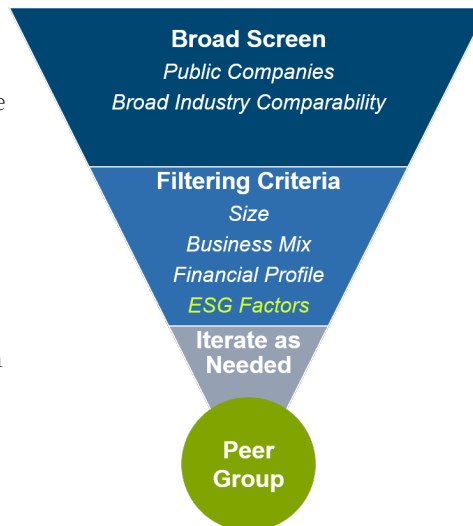 Broad Screen
Public Companies
e
Broad Industry Comparability
Filtering Criteria
Size
Business Mix
Financial Profile
ESG Factors
Iterate as
Needed
Peer
Group